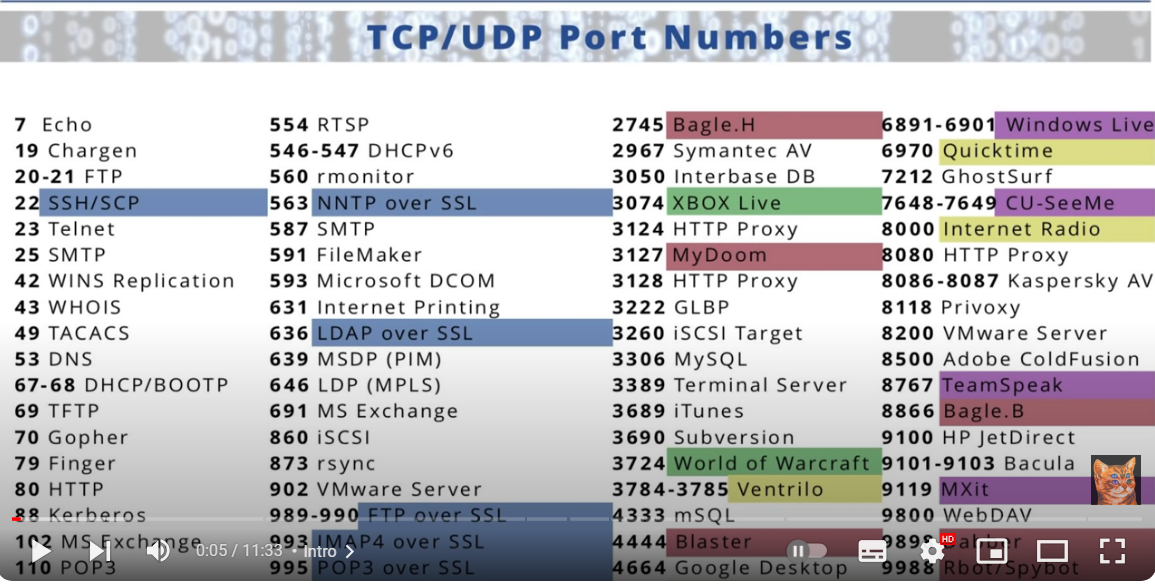 TCP/UDP Port Numbers
7 Echo
19 Chargen
20-21 FTP
22 SSH/SCP
23 Telnet
25 SMTP
42 WINS Replication
43 WHOIS
49 TACACS
53 DNS
67-68 DHCP/BOOTP
69 TFTP
70 Gopher
79 Finger
80 HTTP
88 Kerberos
102 MS Exchange
110 POP3
554 RTSP
546-547 DHCPv6
560 rmonitor
563 NNTP over SSL
587 SMTP
591 FileMaker
593 Microsoft DCOM
631 Internet Printing
636 LDAP over SSL
639 MSDP (PIM)
646 LDP (MPLS)
691 MS Exchange
860 iSCSI
873 rsync
902 VMware Server
989-990 FTP over SSL
993 IMAP4 over SSL
995 POP3 over SSL
2745 Bagle.H
2967 Symantec AV
3050 Interbase DB
3074 XBOX Live
3124 HTTP Proxy
3127 MyDoom
3128 HTTP Proxy
3222 GLBP
3260 iSCSI Target
3306 MySQL
3389 Terminal Server
3689 iTunes
3690 Subversion
3724 World of Warcraft
3784-3785 Ventrilo
4333 mSQL
4444 Blaster
4664 Google Desktop
6891-6901 Windows Live
6970 Quicktime
7212 GhostSurf
7648-7649 CU-SeeMe
8000 Internet Radio
8080 HTTP Proxy
8086-8087 Kaspersky AV
8118 Privoxy
8200 VMware Server
8500 Adobe ColdFusion
8767 TeamSpeak
8866 Bagle.B
9100 HP JetDirect
9101-9103 Bacula
9119 MXit
9800 WebDAV
9988 Rbot/Spybot
0:05 / 11:33 • Intro
HD